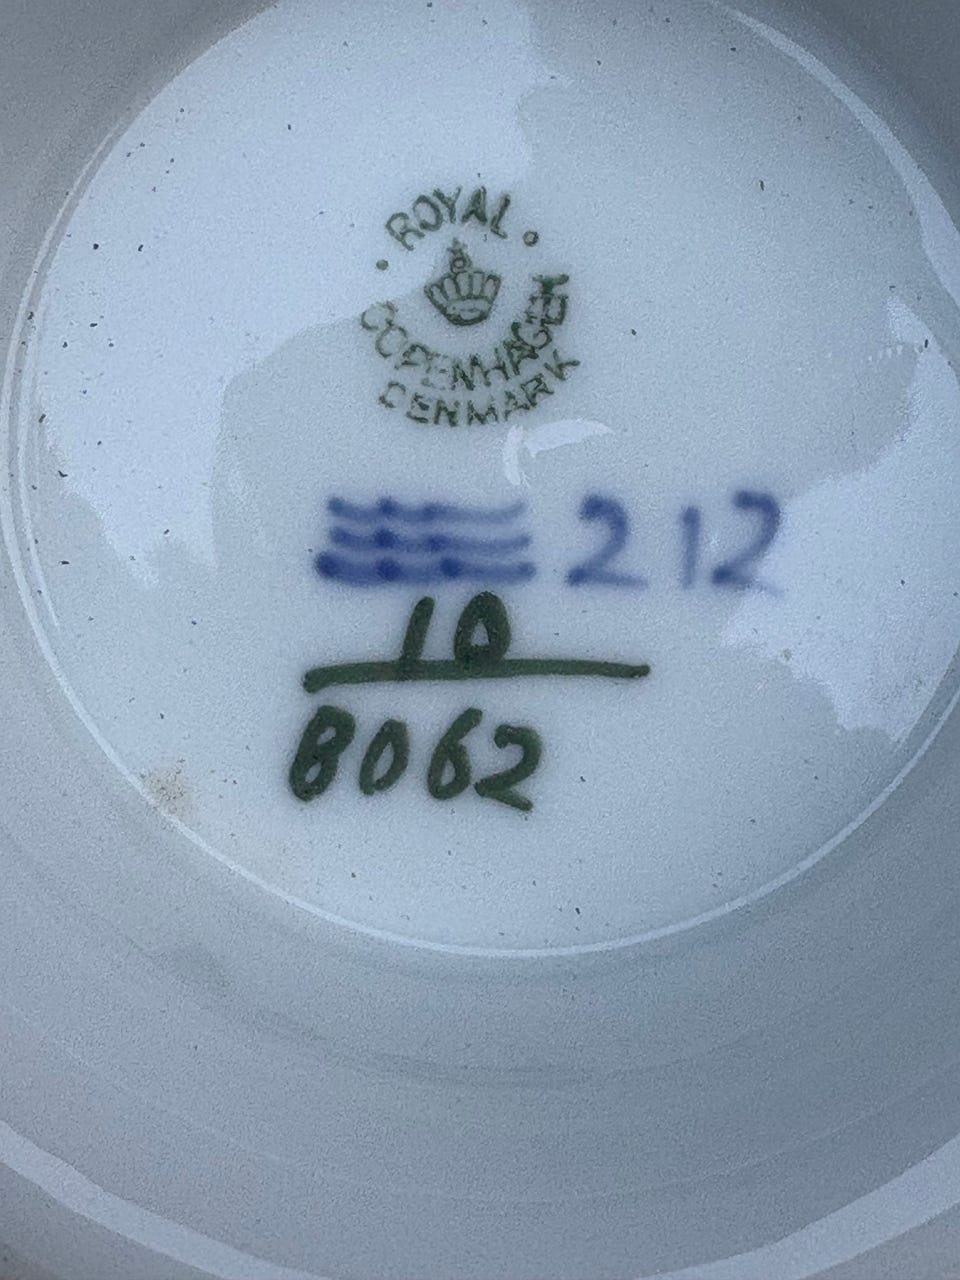 ROYAL
COPENHAGEN
DENMARK
212
10
8062